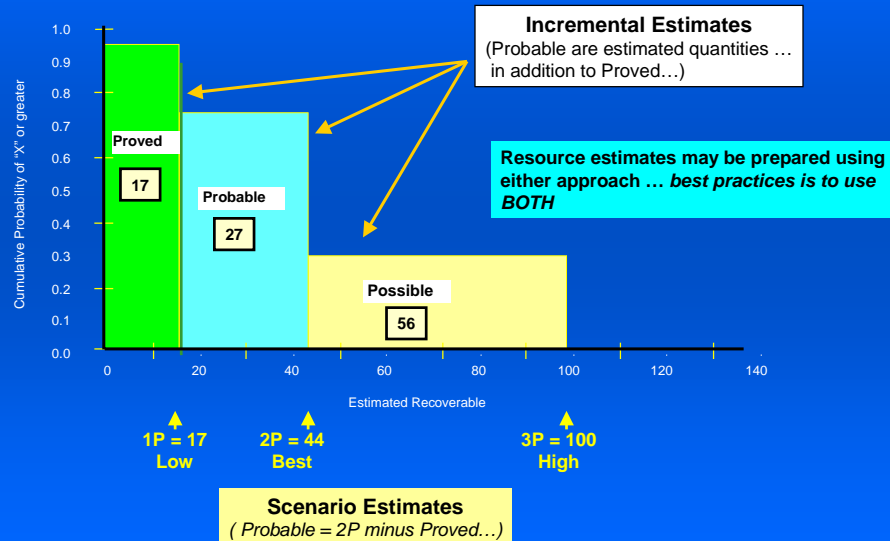 Incremental Estimates
(Probable are estimated quantities …
in addition to Proved…)
Cumulative Probability of "X" or greater
1.0
0.9
0.8
0.7
0.6
0.5
0.4
0.3
0.2
0.1
0.0
Proved
17
Probable
27
Possible
56
Resource estimates may be prepared using
either approach … best practices is to use
BOTH
0
20
40
60
80
100
120
140
Estimated Recoverable
1P = 17
Low
2P = 44
Best
3P = 100
High
Scenario Estimates
( Probable = 2P minus Proved…)